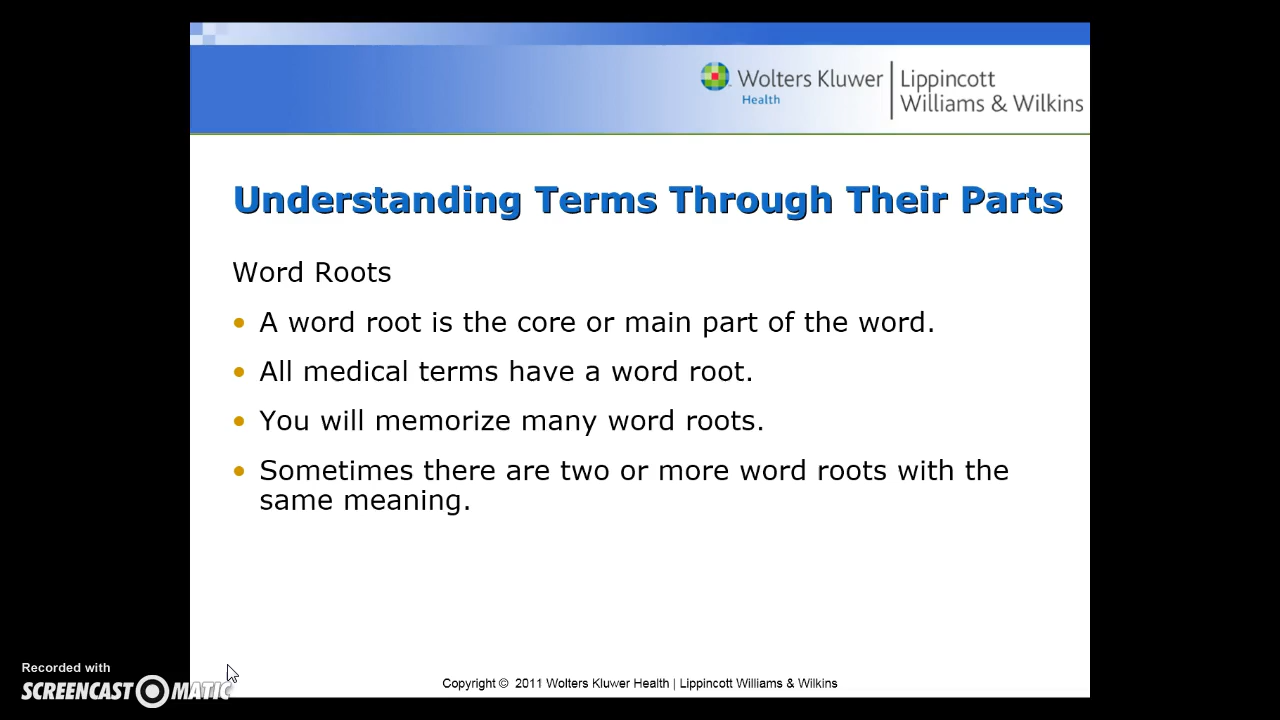 Wolters Kluwer
Health
Lippincott
Williams & Wilkins
Understanding Terms Through Their Parts
Word Roots
• A word root is the core or main part of the word.
• All medical terms have a word root.
• You will memorize many word roots.
• Sometimes there are two or more word roots with the
same meaning.
Recorded with
SCREENCAST MATIC
Copyright © 2011 Wolters Kluwer Health | Lippincott Williams & Wilkins